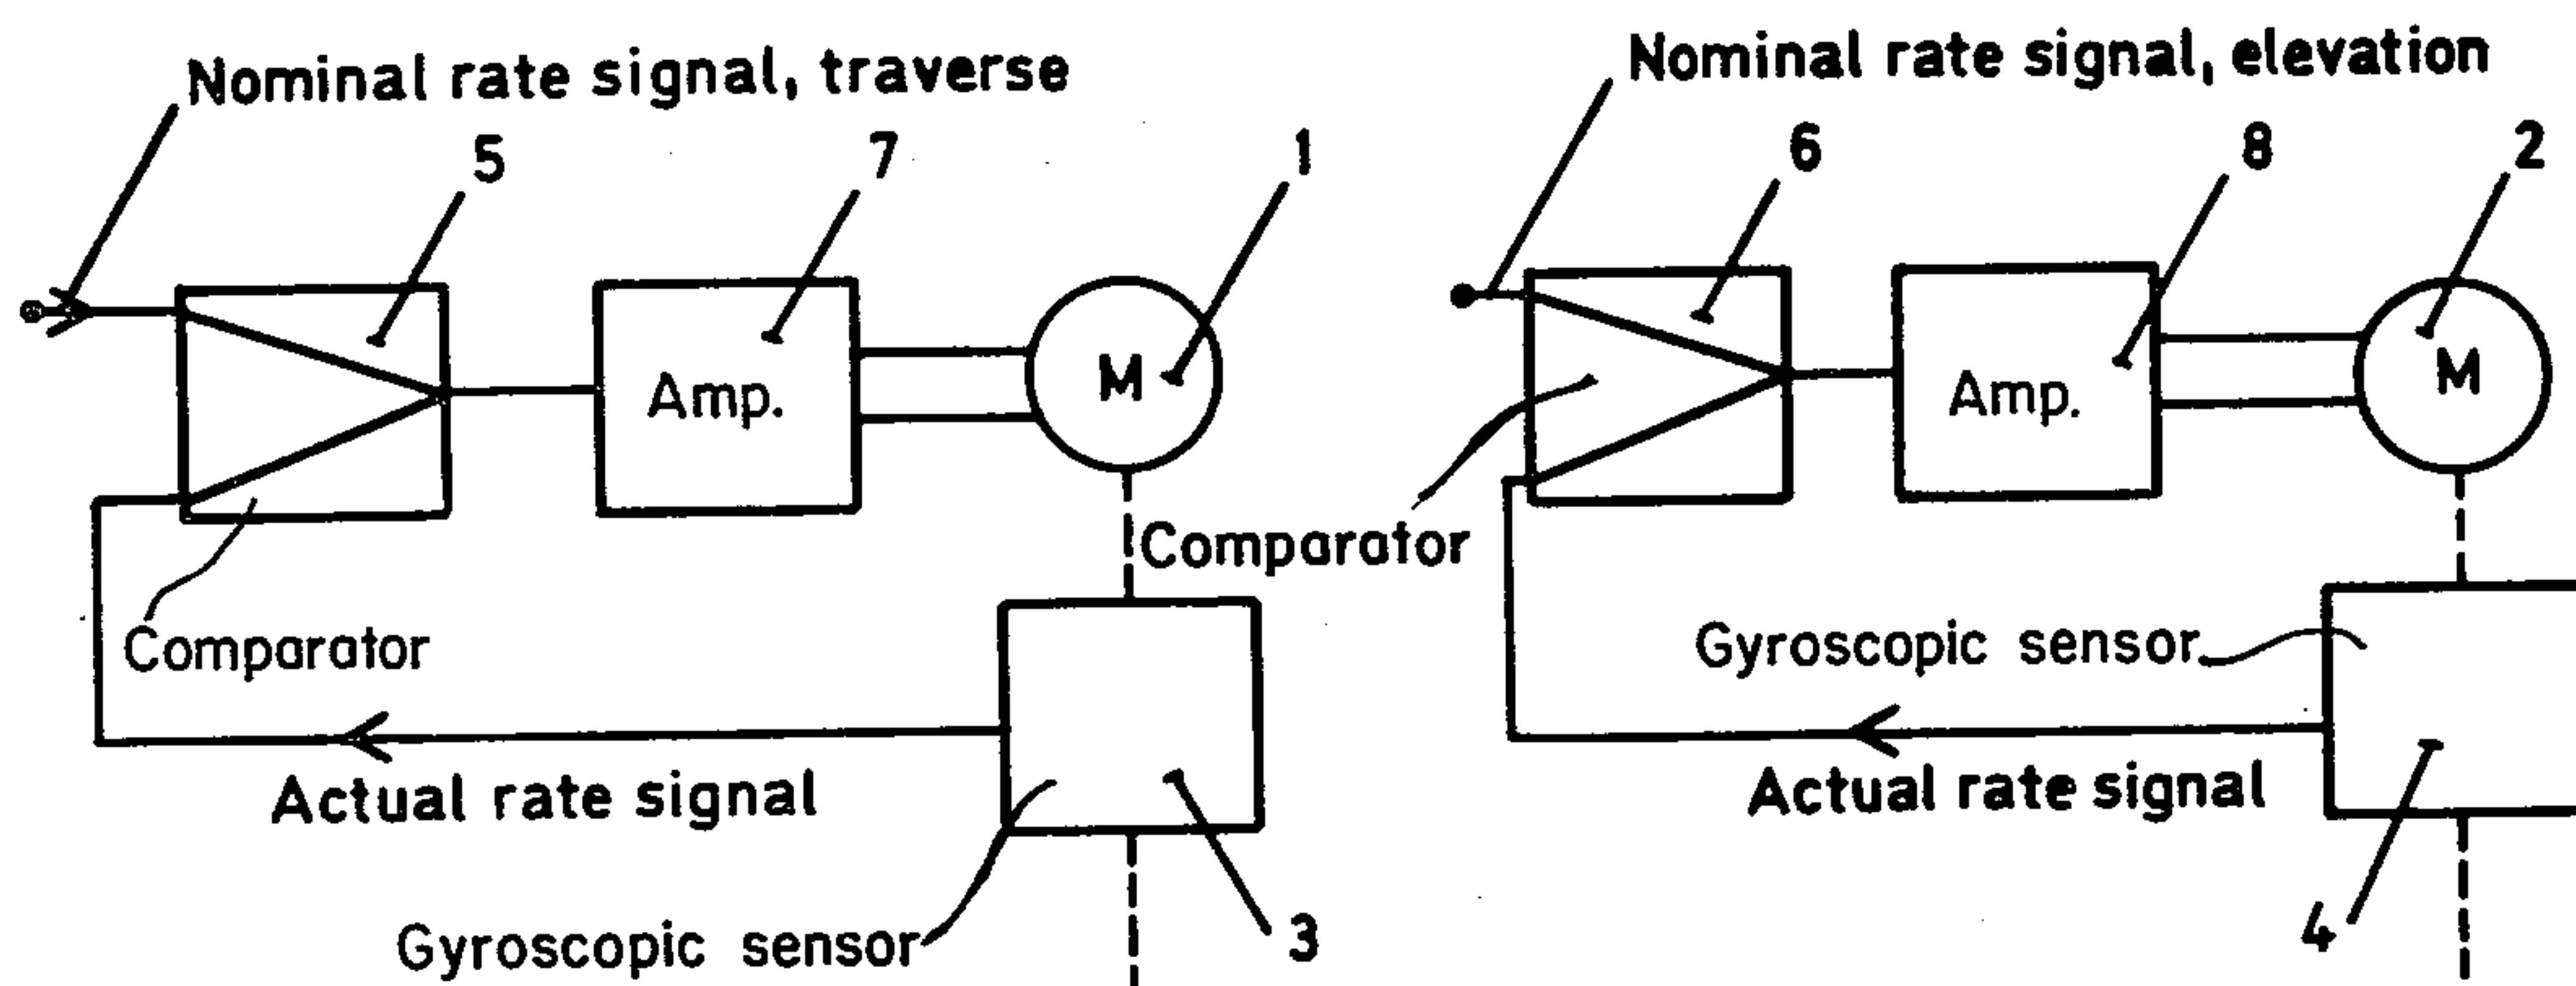 Nominal rate signal, traverse
5
7
1
Amp.
M
Comparator
Actual rate signal
Gyroscopic sensor
3
Nominal rate signal, elevation
6
8
2
Amp.
M
Comparator
Gyroscopic sensor
Actual rate signal
4